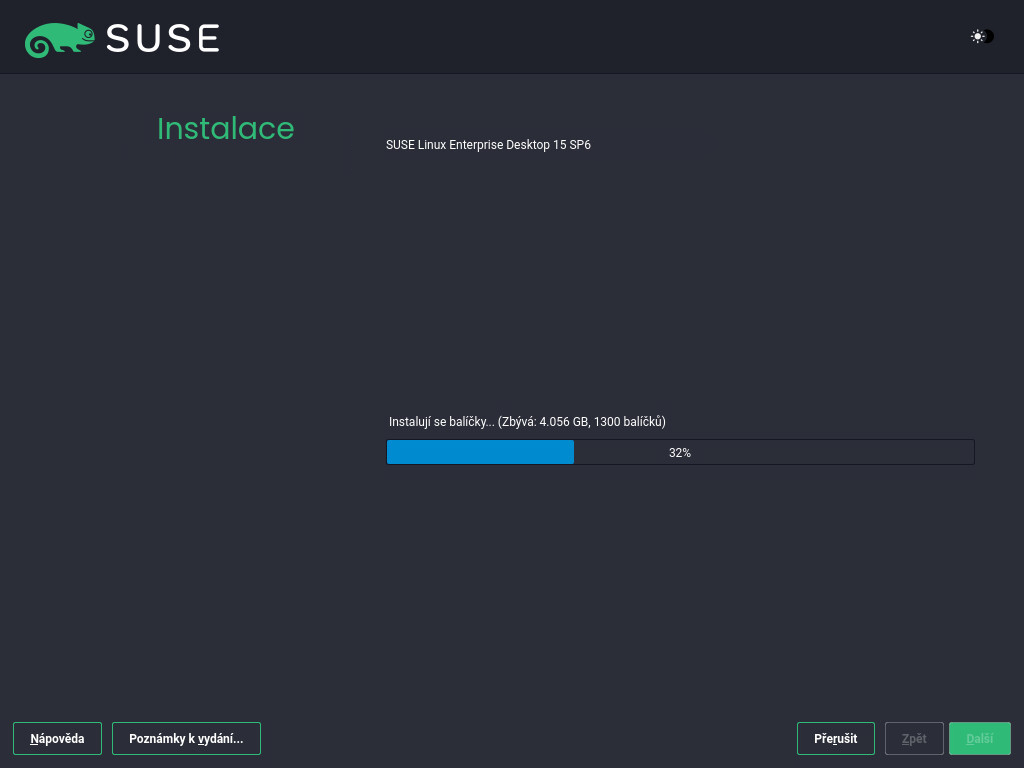 SUSE
Instalace
SUSE Linux Enterprise Desktop 15 SP6
Instalují se balíčky... (Zbývá: 4.056 GB, 1300 balíčků)
32%
Nápověda
Poznámky k vydání...
Přerušit
Zpět
Další